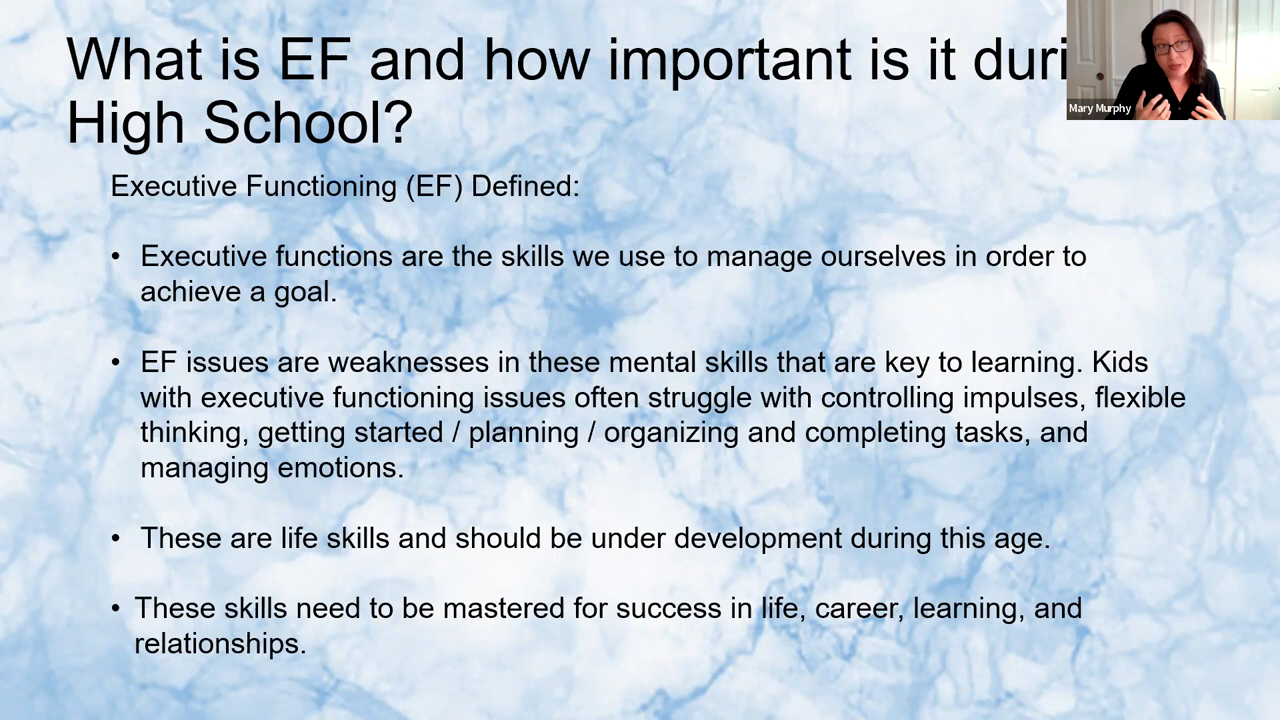 What is EF and how important is it duri
High School?
Mary Murphy
Executive Functioning (EF) Defined:
• Executive functions are the skills we use to manage ourselves in order to
achieve a goal.
• EF issues are weaknesses in these mental skills that are key to learning. Kids
with executive functioning issues often struggle with controlling impulses, flexible
thinking, getting started / planning / organizing and completing tasks, and
managing emotions.
• These are life skills and should be under development during this age.
• These skills need to be mastered for success in life, career, learning, and
relationships.